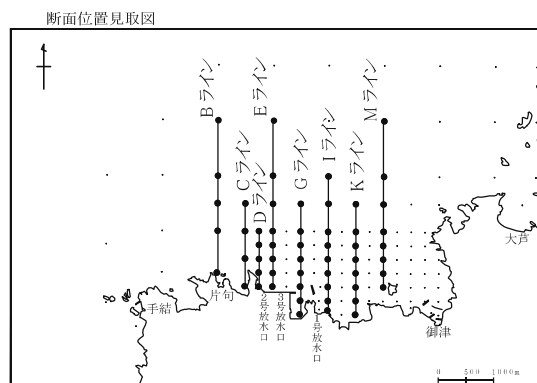 断面位置見取図
Bライン
Cライン
Dライン
Eライン
Gライン
Iライン
Kライン
Mライン
大芦
片句
手結
2号放水口
3号放水口
1号放水口
御津
0 500 1000m